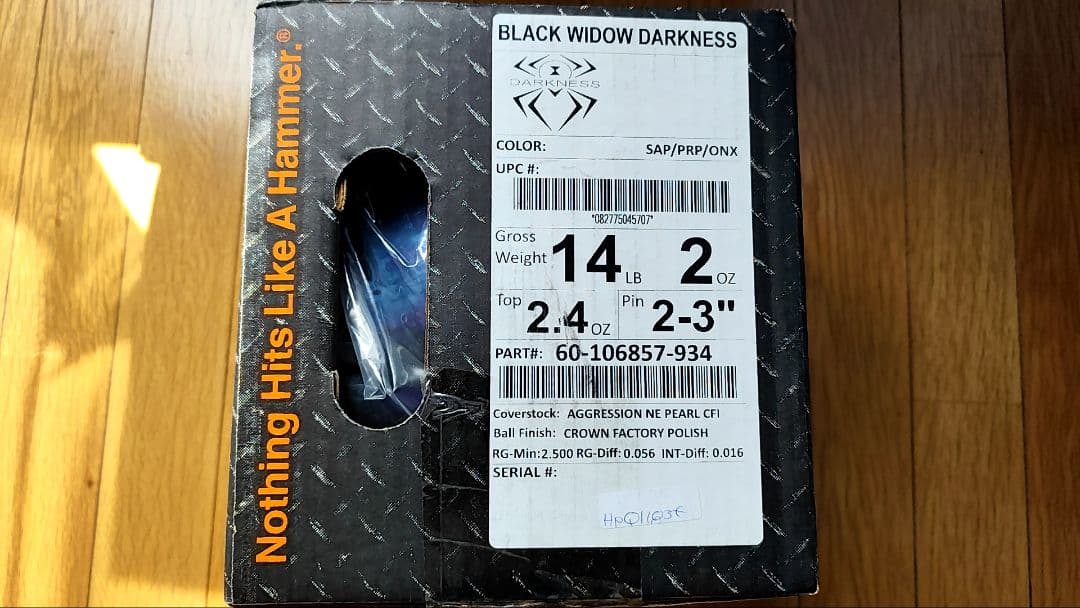 Nothing Hits Like A Hammer.®
BLACK WIDOW DARKNESS
DARKNESS
COLOR: SAP/PRP/ONX
UPC #:
*082775045707*
Gross Weight 14 LB 2 OZ
Top 2.4 OZ Pin 2-3"
PART#: 60-106857-934
Coverstock: AGGRESSION NE PEARL CFI
Ball Finish: CROWN FACTORY POLISH
RG-Min:2.500 RG-Diff: 0.056 INT-Diff: 0.016
SERIAL #: